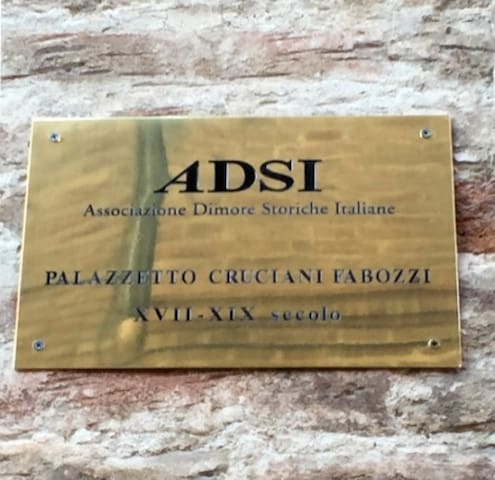 ADSI
Associazione Dimore Storiche Italiane
PALAZZETTO CRUCIANI FABOZZI
XVII-XIX secolo